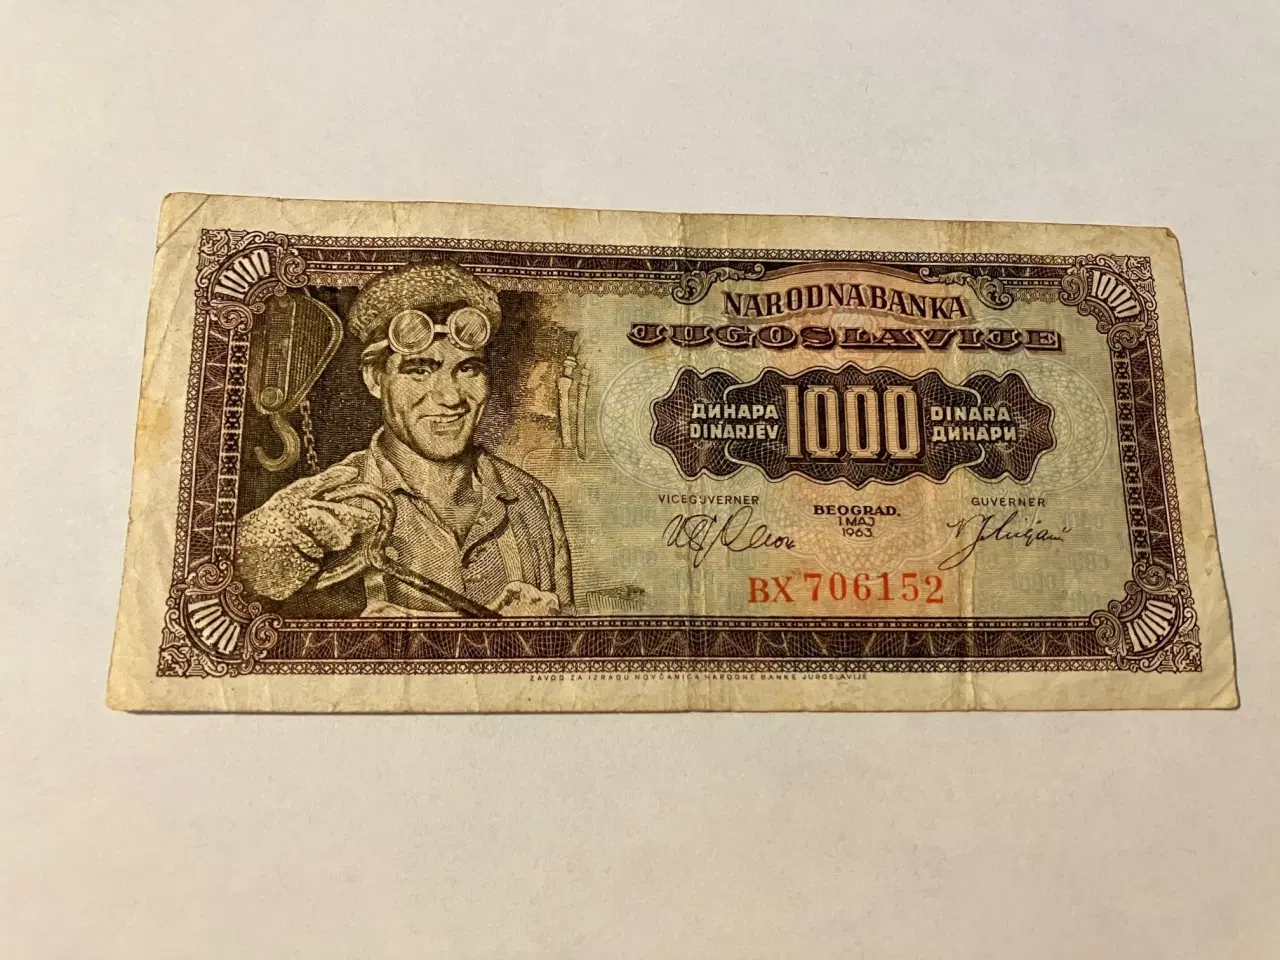 1000
1000
NARODNA BANKA
JUGOSLAVIJE
ДИНАРА 1000 DINARA
DINARJEV ДИНАРИ
VICEGUVERNER
GUVERNER
BEOGRAD,
1. MAJ
1963
BX 706152
1000
1000
ZAVOD ZA IZRADU NOVČANICA NARODNE BANKE JUGOSLAVIJE